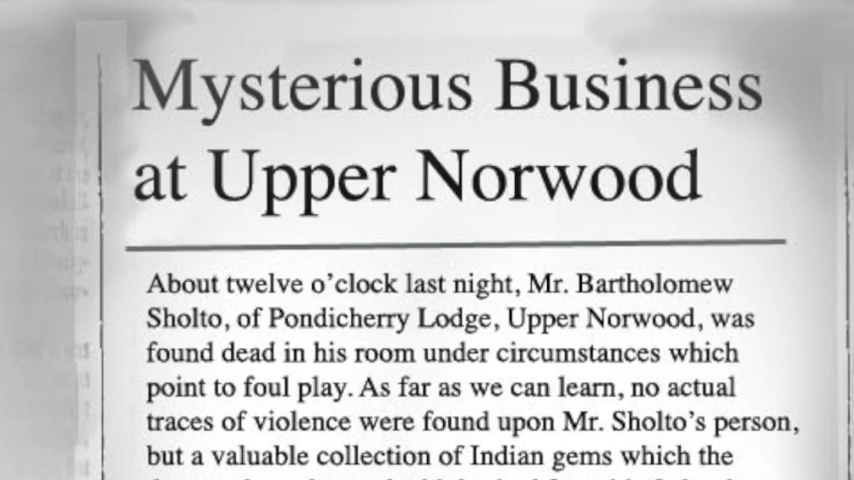 Mysterious Business
at Upper Norwood
About twelve o’clock last night, Mr. Bartholomew
Sholto, of Pondicherry Lodge, Upper Norwood, was
found dead in his room under circumstances which
point to foul play. As far as we can learn, no actual
traces of violence were found upon Mr. Sholto’s person,
but a valuable collection of Indian gems which the